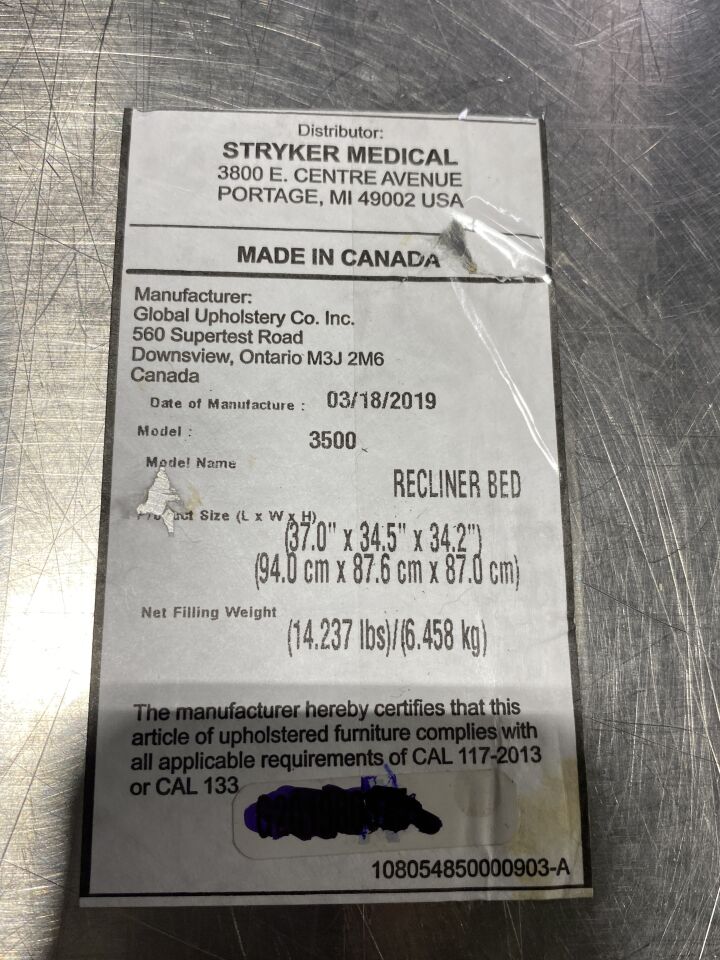 Distributor:
STRYKER MEDICAL
3800 E. CENTRE AVENUE
PORTAGE, MI 49002 USA
MADE IN CANADA
Manufacturer:
Global Upholstery Co. Inc.
560 Supertest Road
Downsview, Ontario M3J 2M6
Canada
Date of Manufacture : 03/18/2019
Model : 3500
Model Name
RECLINER BED
Product Size (L x W x H)
(37.0" x 34.5" x 34.2")
(94.0 cm x 87.6 cm x 87.0 cm)
Net Filling Weight
(14.237 lbs)/(6.458 kg)
The manufacturer hereby certifies that this
article of upholstered furniture complies with
all applicable requirements of CAL 117-2013
or CAL 133
108054850000903-A